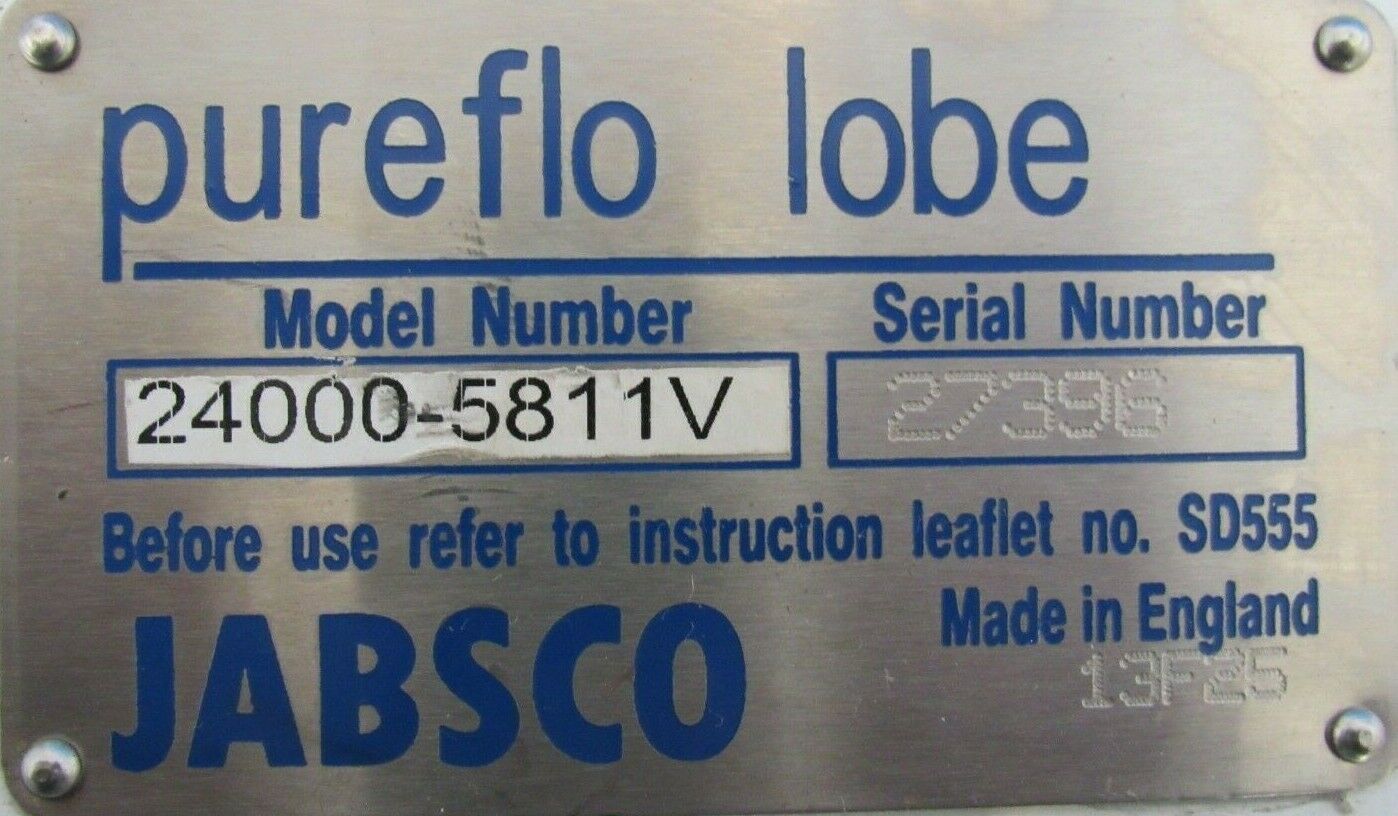 pureflo lobe
Model Number Serial Number
24000-5811V 27396
Before use refer to instruction leaflet no. SD555
JABSCO Made in England
13F25